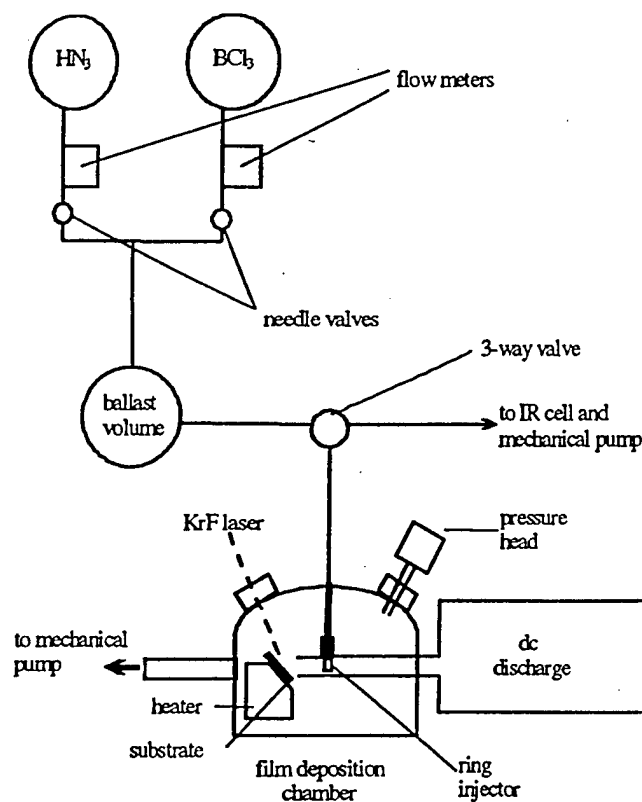 HN₃
BCl₃
flow meters
needle valves
3-way valve
ballast
volume
to IR cell and
mechanical pump
KrF laser
pressure
head
to mechanical
pump
dc
discharge
heater
substrate
film deposition
chamber
ring
injector